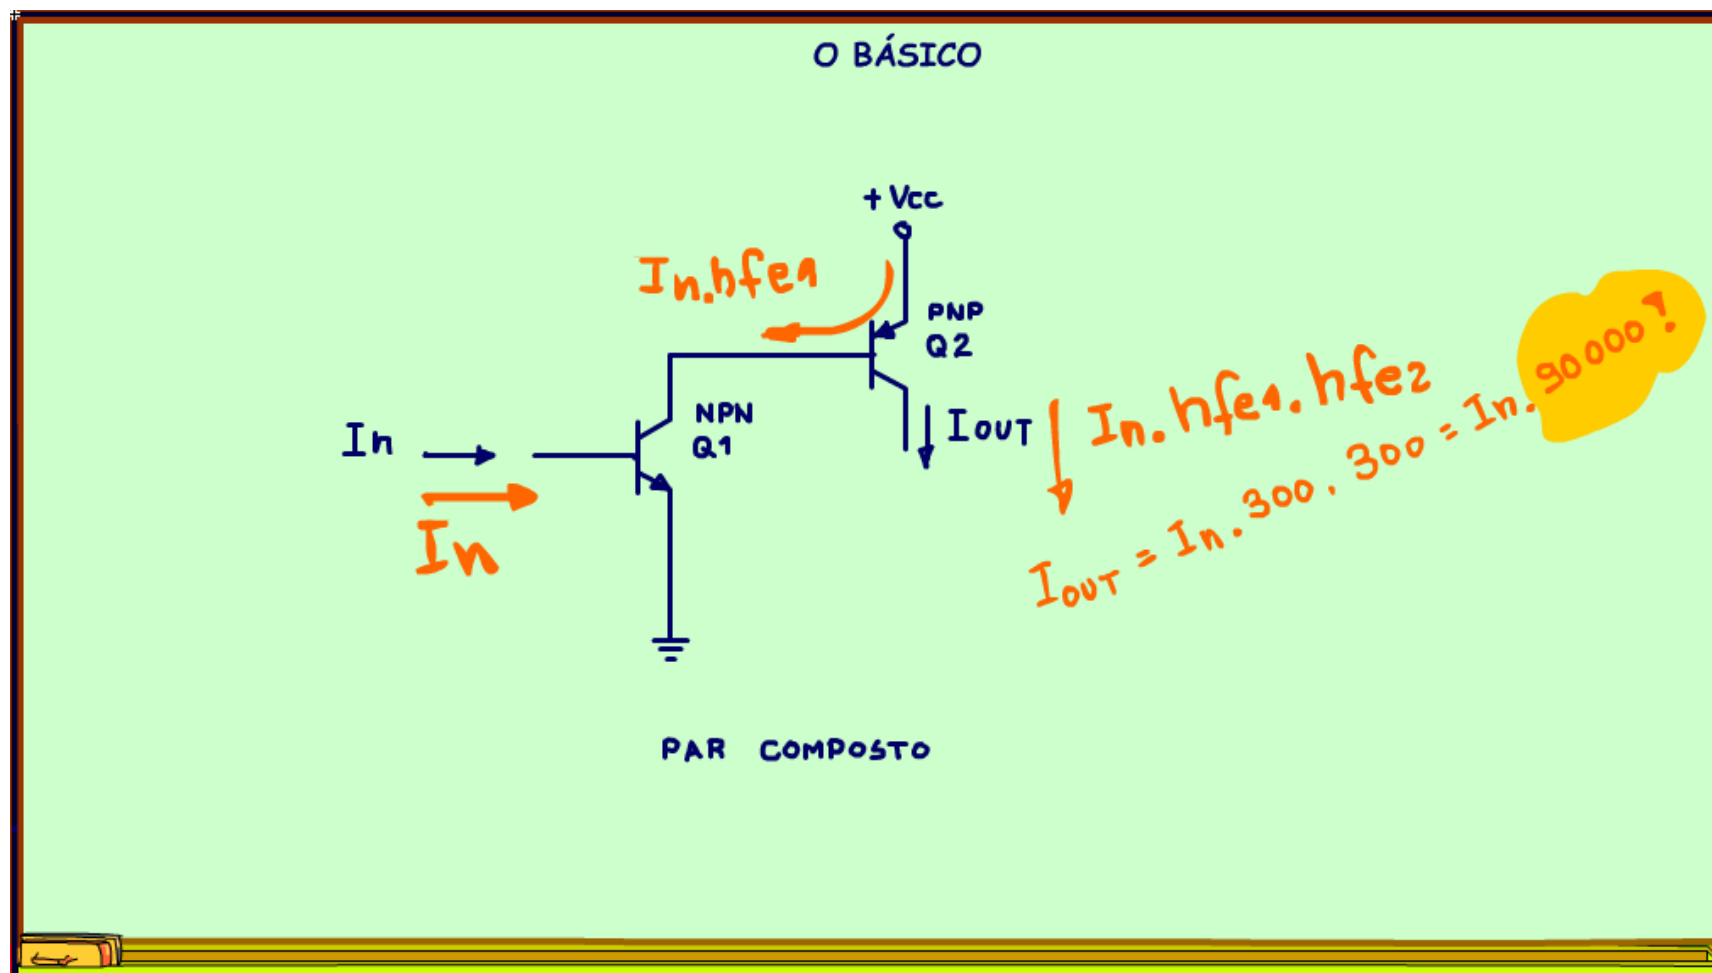 O BÁSICO
+ Vcc
In.hfe1
PNP
Q2
NPN
Q1
In
IOUT
In.hfe1.hfe2
In
IOUT = In.300.300 = In.90000!
PAR COMPOSTO